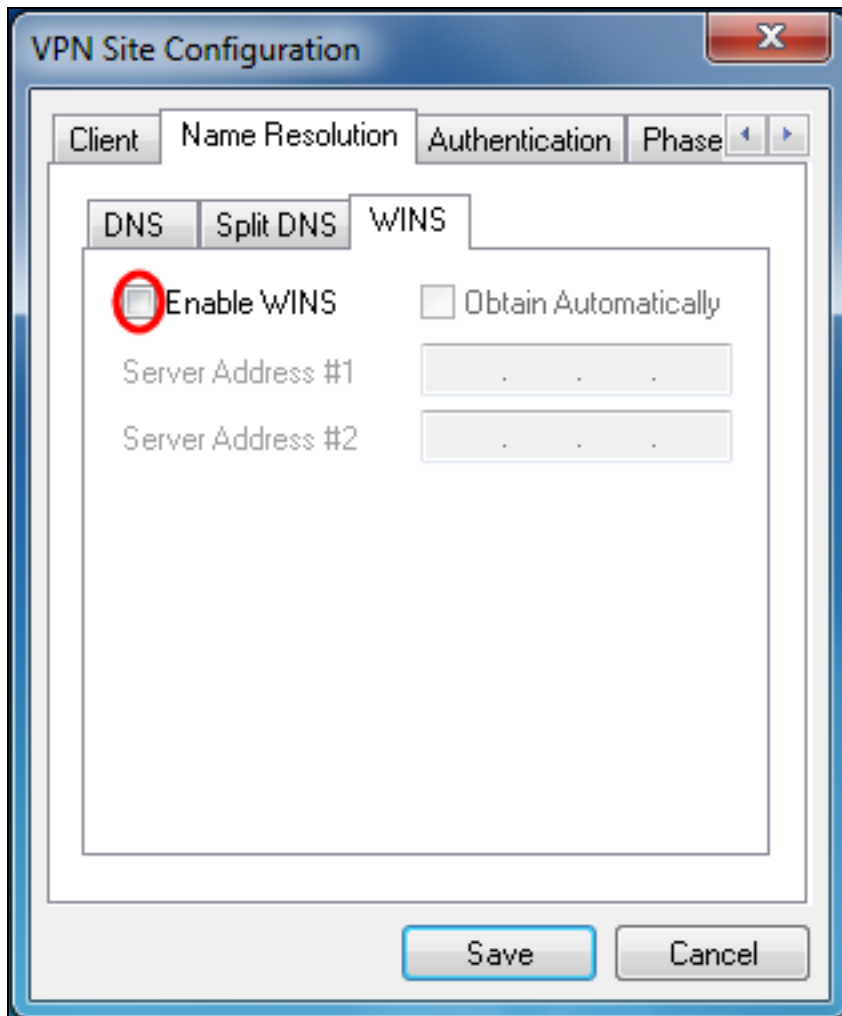 VPN Site Configuration
Client Name Resolution Authentication Phase
DNS Split DNS WINS
Enable WINS Obtain Automatically
Server Address #1 . . .
Server Address #2 . . .
Save Cancel